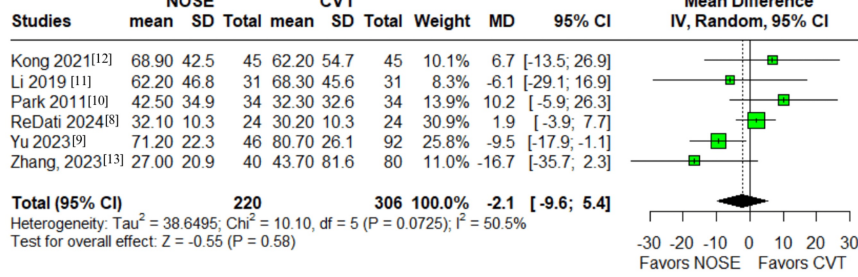 NOSE CVT Mean Difference
Studies mean SD Total mean SD Total Weight MD 95% CI IV, Random, 95% CI
Kong 2021[12] 68.90 42.5 45 62.20 54.7 45 10.1% 6.7 [-13.5; 26.9]
Li 2019 [11] 62.20 46.8 31 68.30 45.6 31 8.3% -6.1 [-29.1; 16.9]
Park 2011[10] 42.50 34.9 34 32.30 32.6 34 13.9% 10.2 [ -5.9; 26.3]
ReDati 2024[8] 32.10 10.3 24 30.20 10.3 24 30.9% 1.9 [ -3.9; 7.7]
Yu 2023[9] 71.20 22.3 46 80.70 26.1 92 25.8% -9.5 [-17.9; -1.1]
Zhang, 2023[13] 27.00 20.9 40 43.70 81.6 80 11.0% -16.7 [-35.7; 2.3]
Total (95% CI) 220 306 100.0% -2.1 [ -9.6; 5.4]
Heterogeneity: Tau² = 38.6495; Chi² = 10.10, df = 5 (P = 0.0725); I² = 50.5%
Test for overall effect: Z = -0.55 (P = 0.58)
-30 -20 -10 0 10 20 30
Favors NOSE Favors CVT